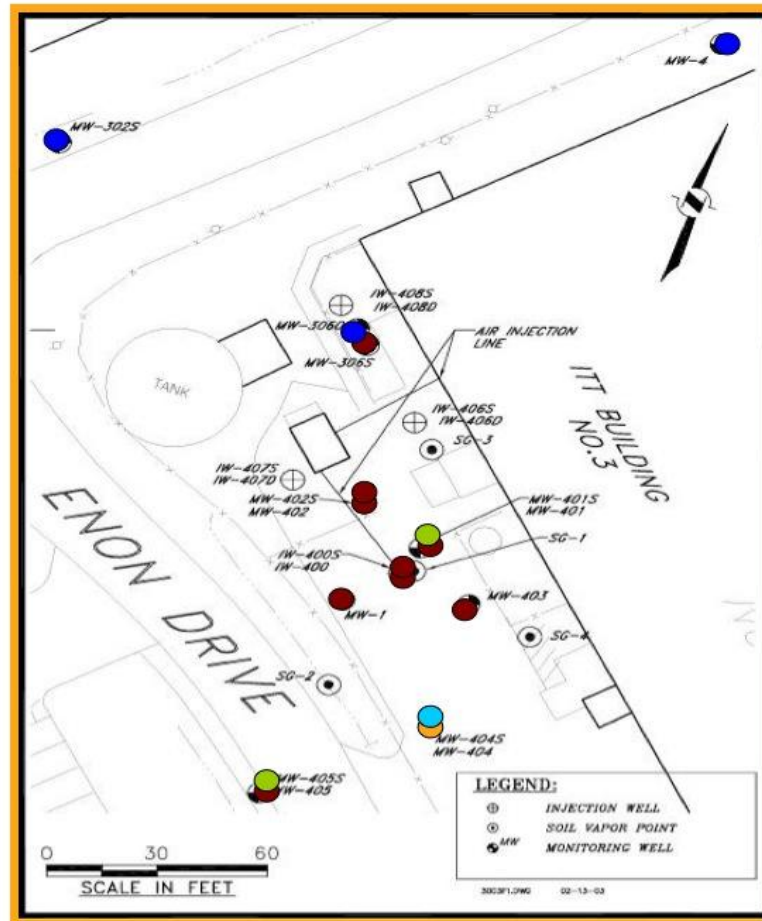 MW-4
MW-302S
IW-408S
IW-408D
MW-306D
MW-306S
AIR INJECTION
LINE
TANK
ITT BUILDING
NO.3
IW-406S
IW-406D
SG-3
IW-407S
IW-407D
MW-402S
MW-402
MW-401S
MW-401
SG-1
IW-400S
IW-400
MW-403
MW-1
ENON DRIVE
SG-4
SG-2
MW-404S
MW-404
MW-405S
LEGEND:
INJECTION WELL
SOIL VAPOR POINT
MW MONITORING WELL
0 30 60
SCALE IN FEET
3003F1.DWG 02-13-03